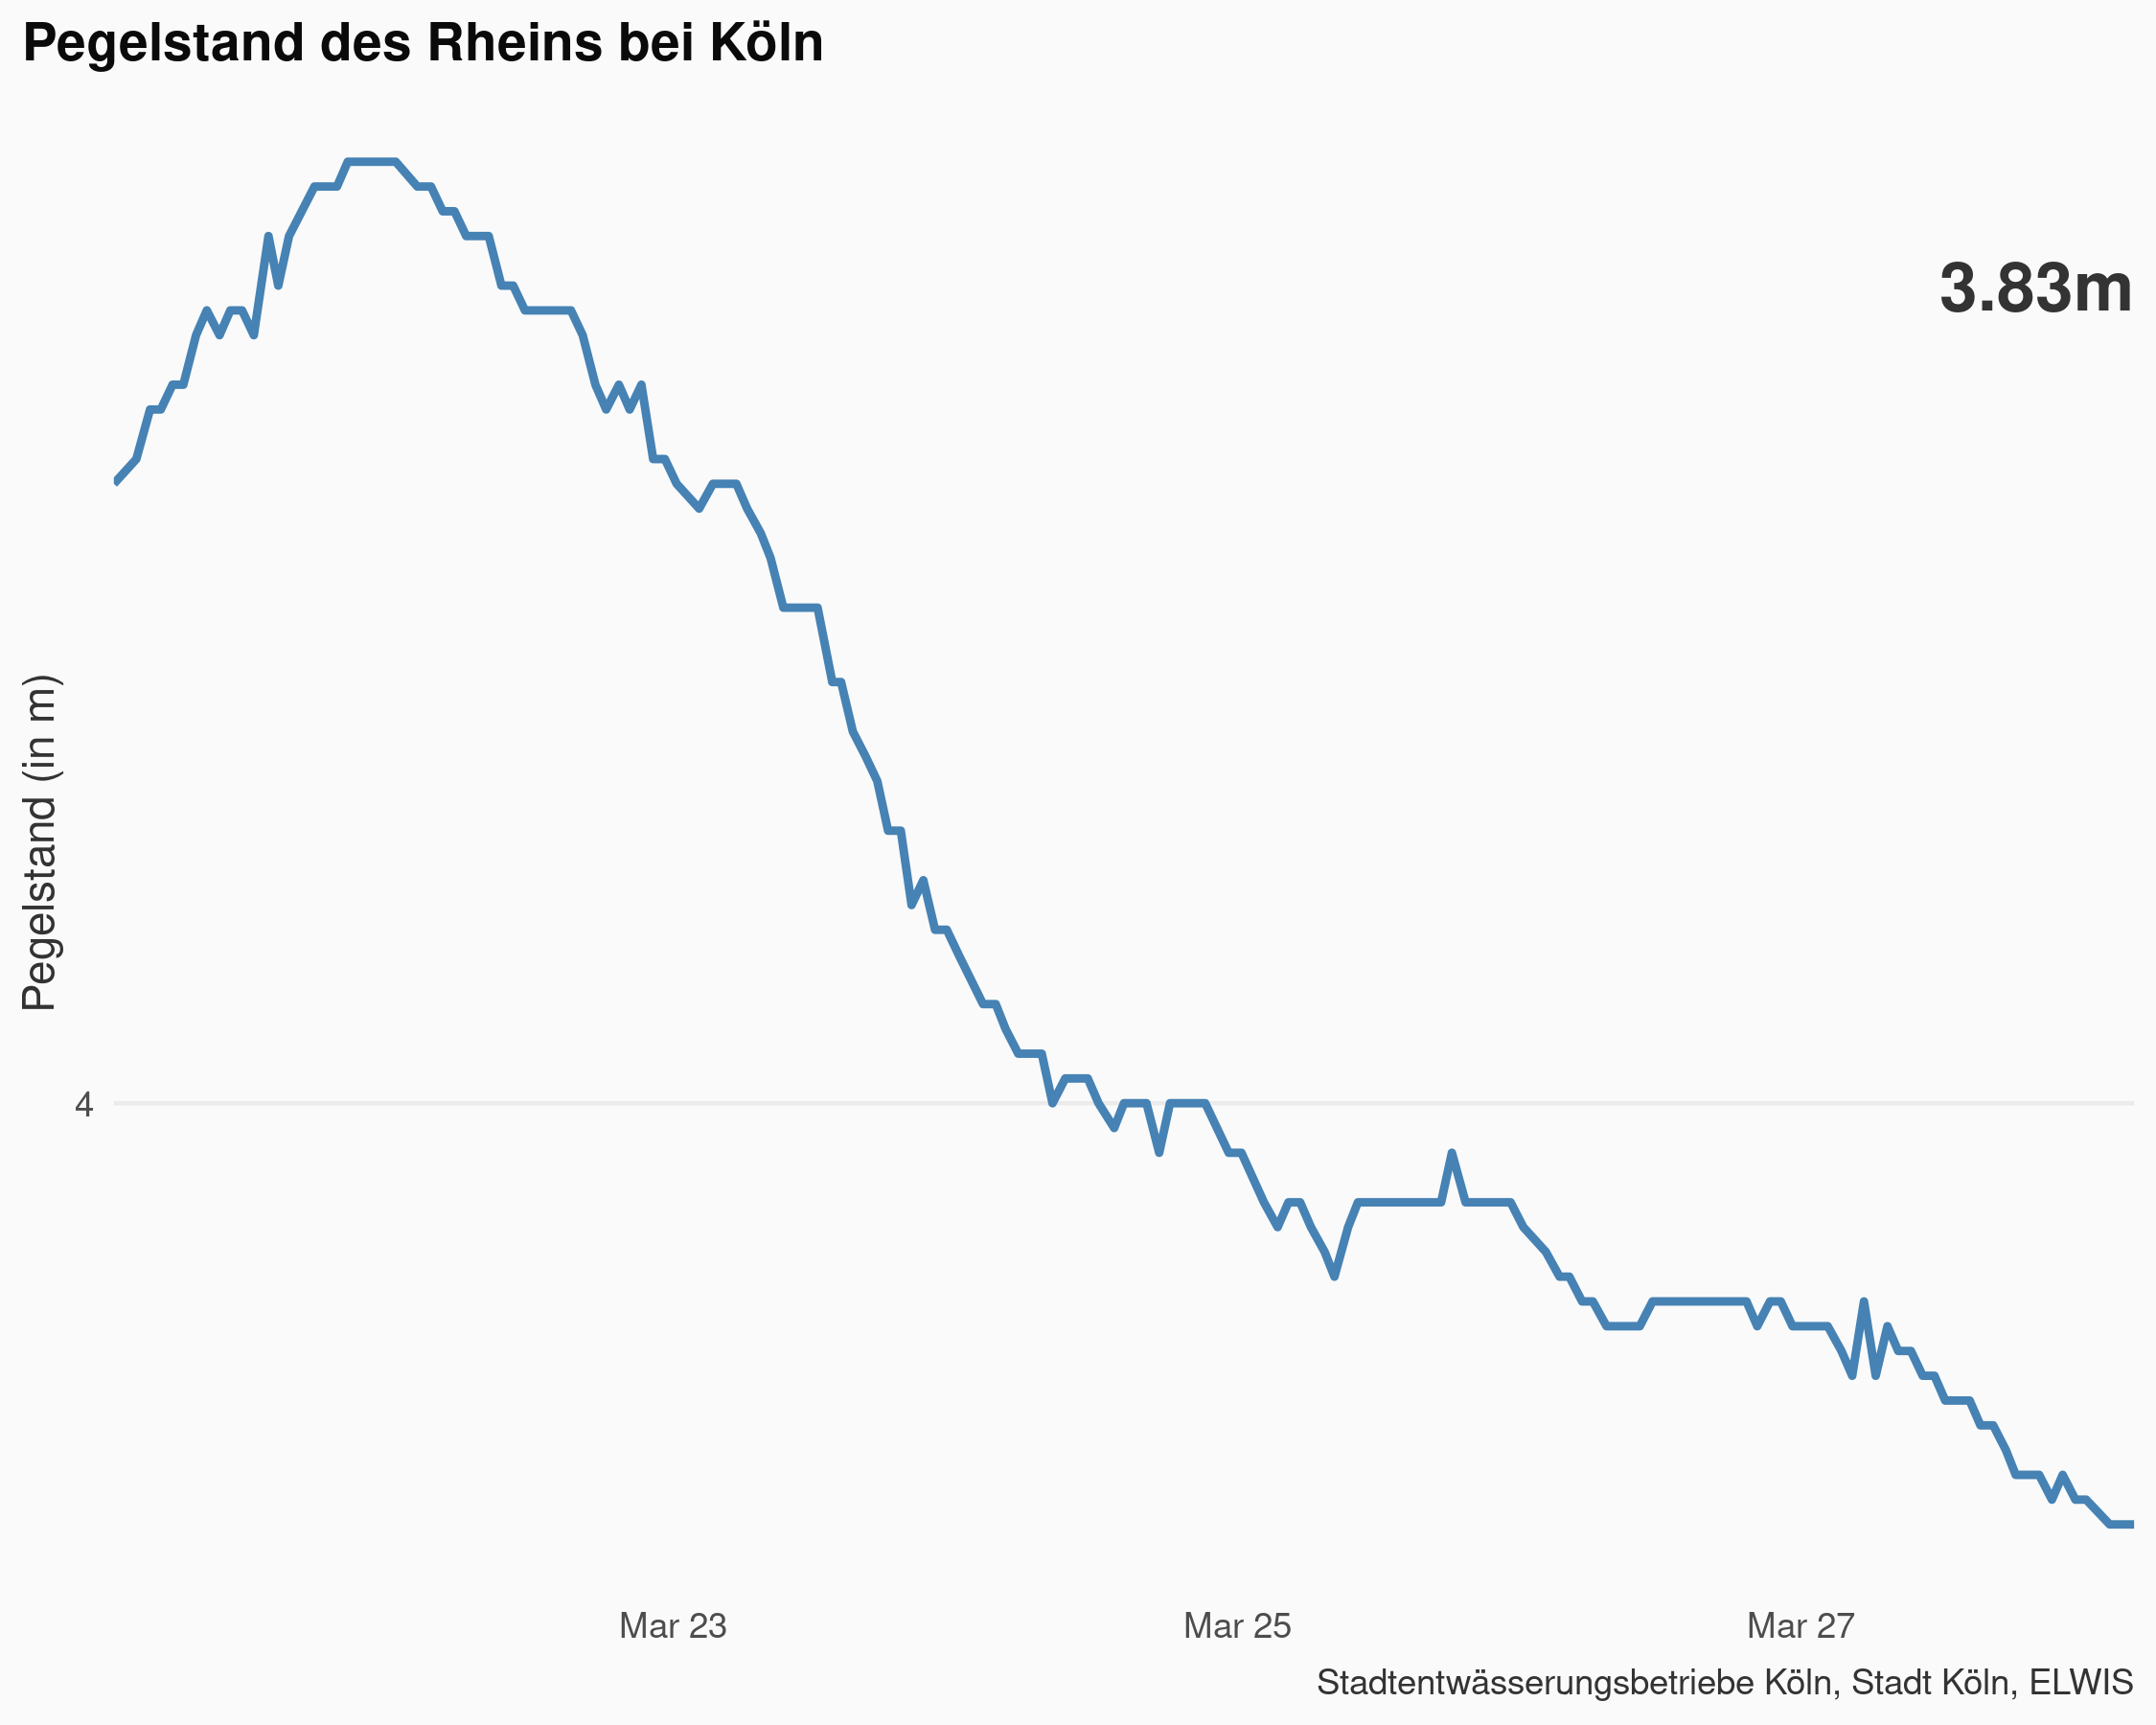 Pegelstand des Rheins bei Köln
3.83m
Pegelstand (in m)
4
Mar 23
Mar 25
Mar 27
Stadtentwässerungsbetriebe Köln, Stadt Köln, ELWIS